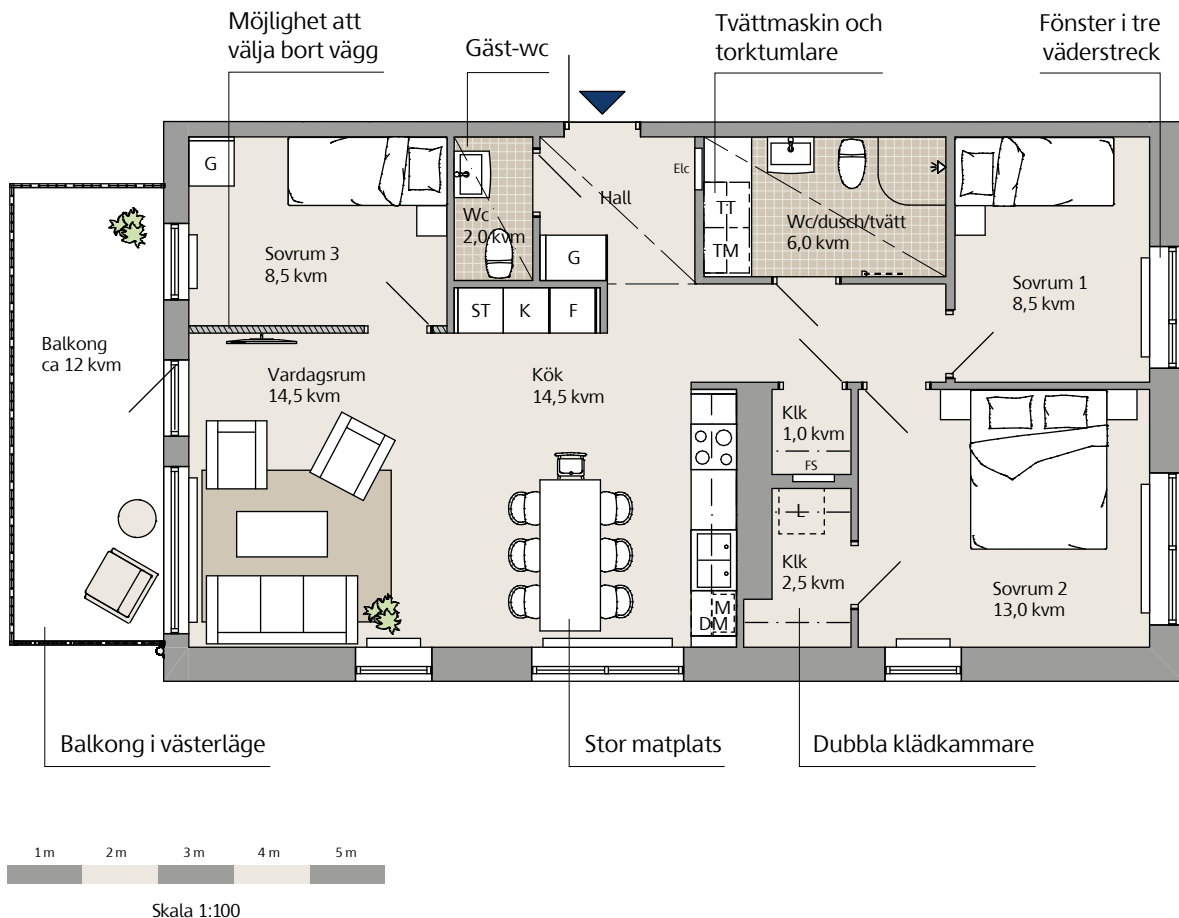 Möjlighet att
välja bort vägg
Gäst-wc
Tvättmaskin och
torktumlare
Fönster i tre
väderstreck
G
Elc
Hall
Wc
2,0 kvm
TT
TM
Wc/dusch/tvätt
6,0 kvm
Sovrum 3
8,5 kvm
G
Sovrum 1
8,5 kvm
ST
K
F
Balkong
ca 12 kvm
Vardagsrum
14,5 kvm
Kök
14,5 kvm
Klk
1,0 kvm
FS
L
Klk
2,5 kvm
Sovrum 2
13,0 kvm
M
DM
Balkong i västerläge
Stor matplats
Dubbla klädkammare
1 m
2 m
3 m
4 m
5 m
Skala 1:100